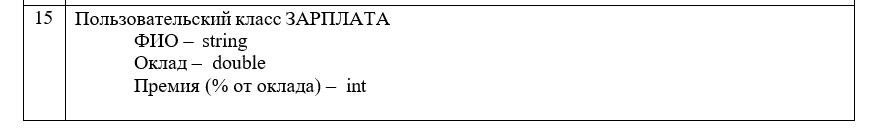 15 Пользовательский класс ЗАРПЛАТА
ФИО – string
Оклад – double
Премия (% от оклада) – int